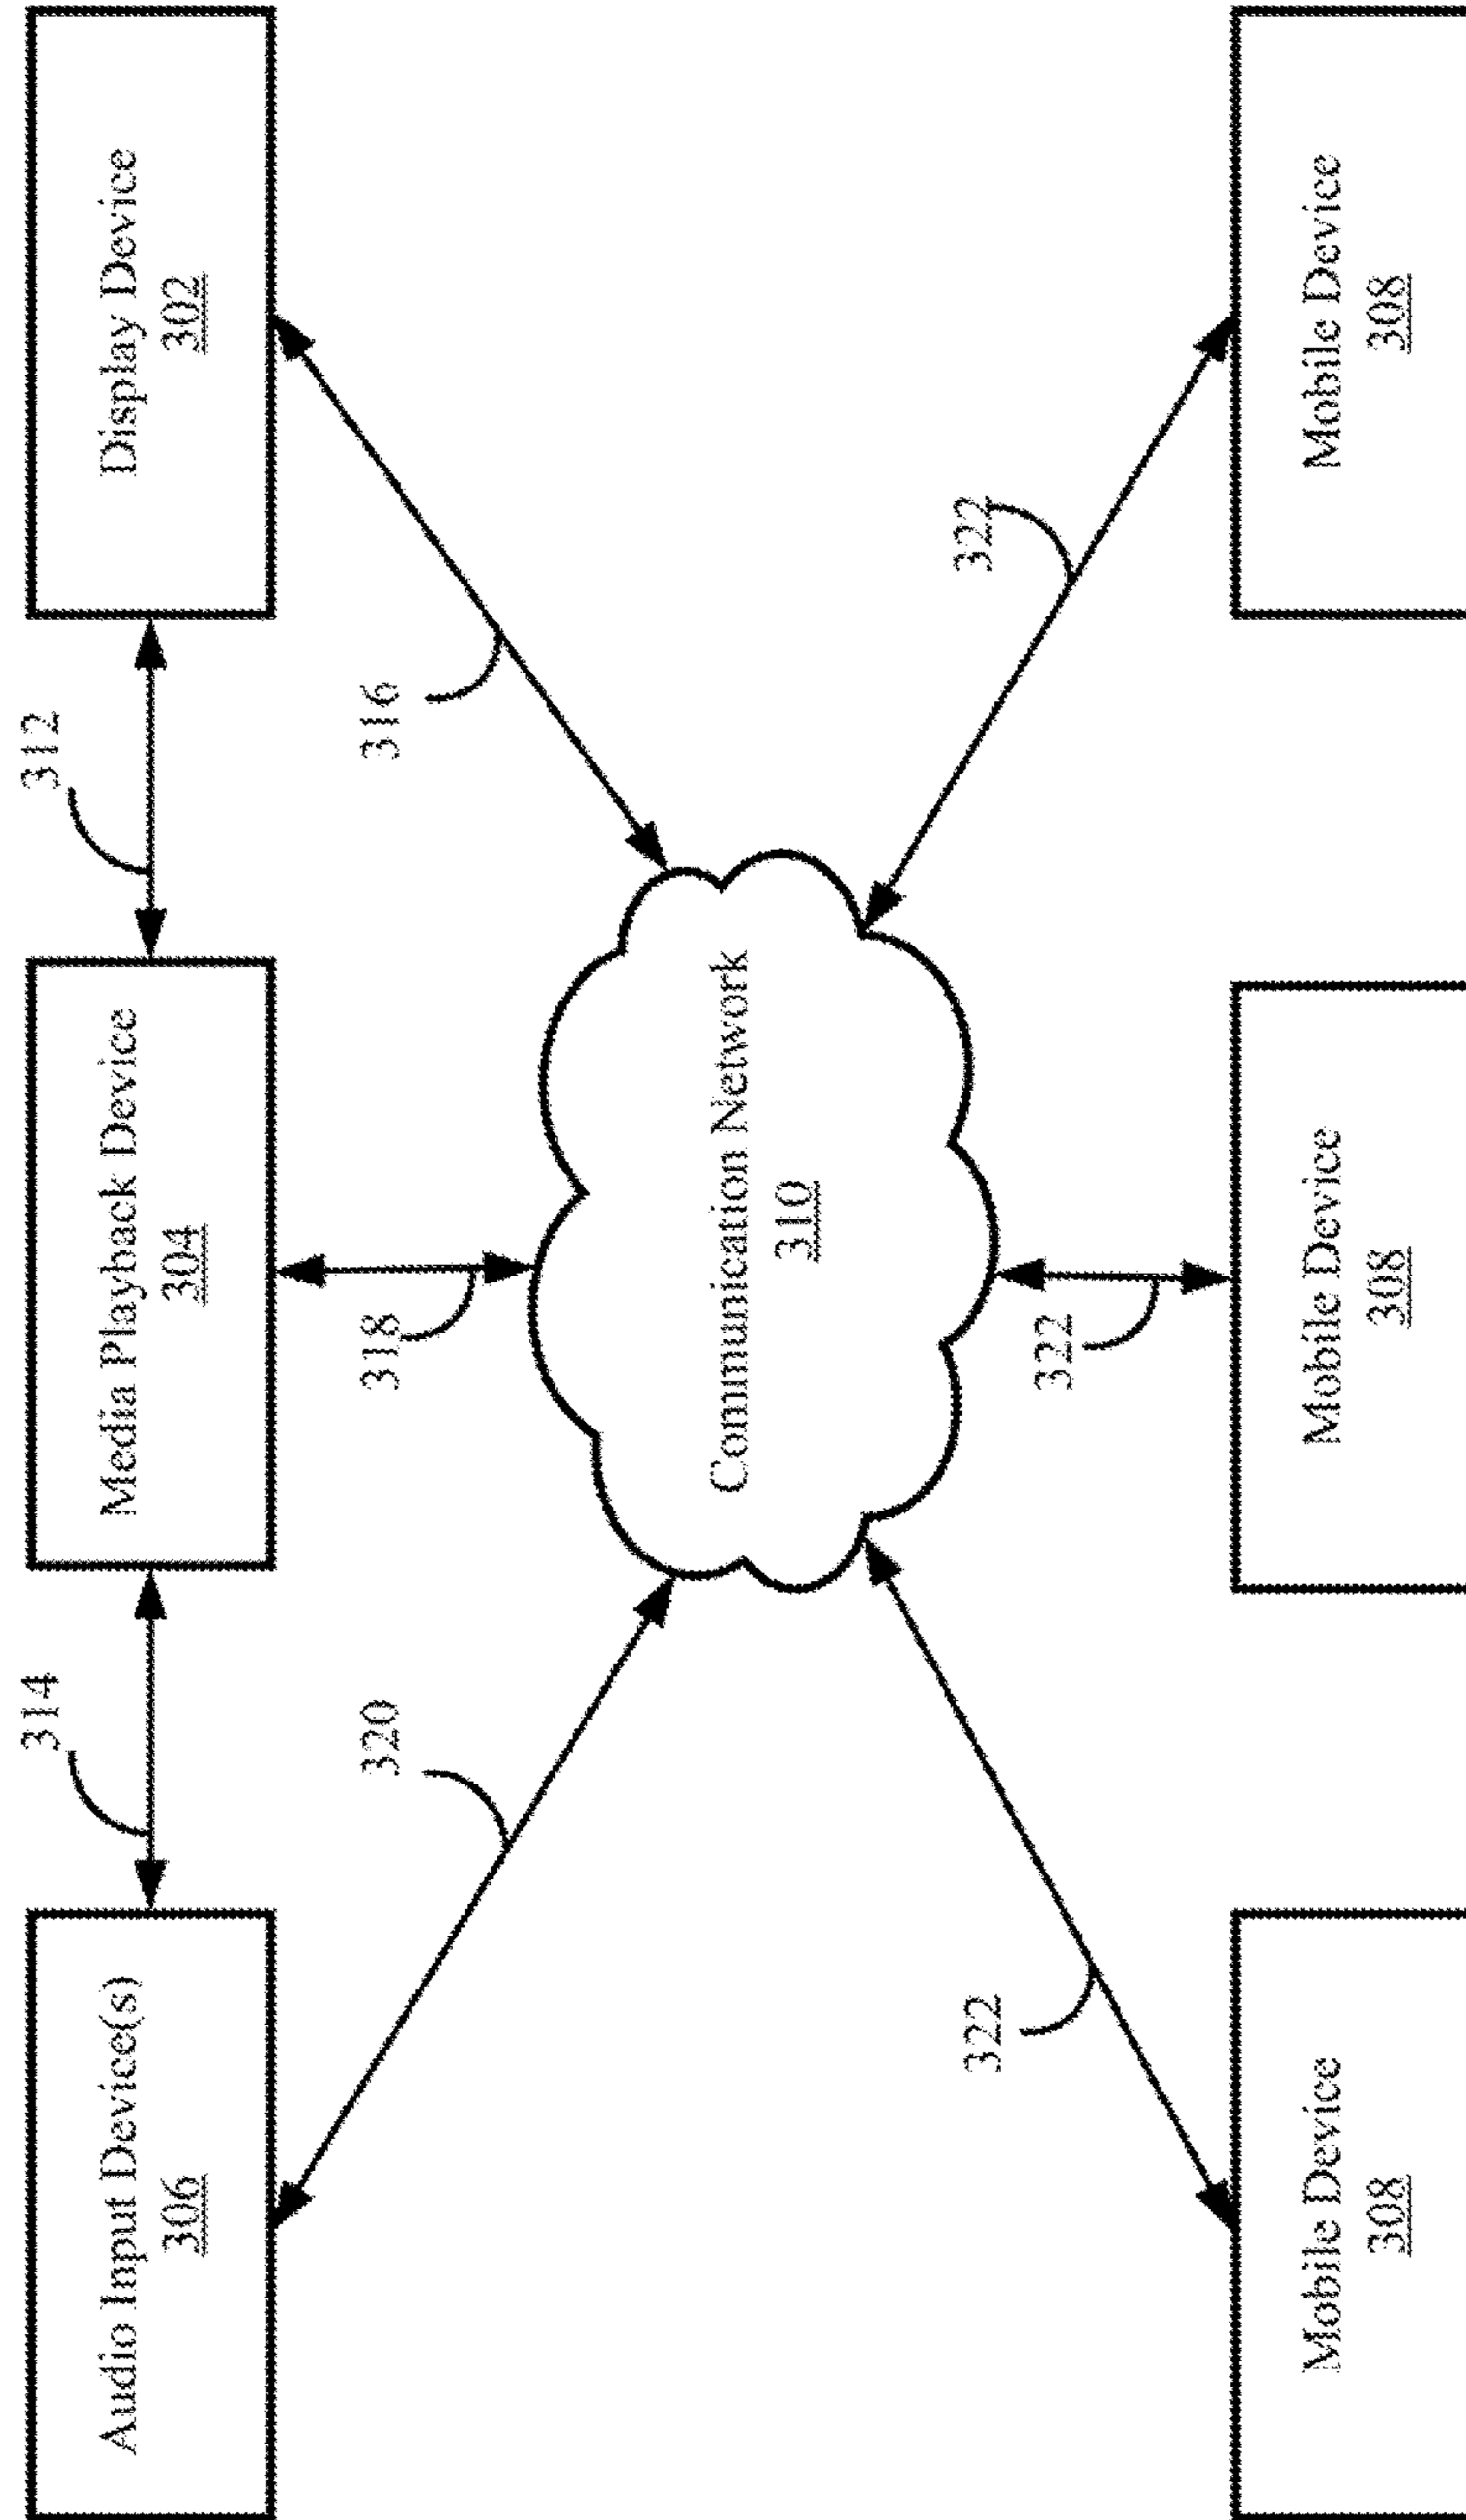 Audio Input Device(s)
306
314
Media Playback Device
304
312
Display Device
302
320
318
316
Communication Network
310
322
322
322
Mobile Device
308
Mobile Device
308
Mobile Device
308